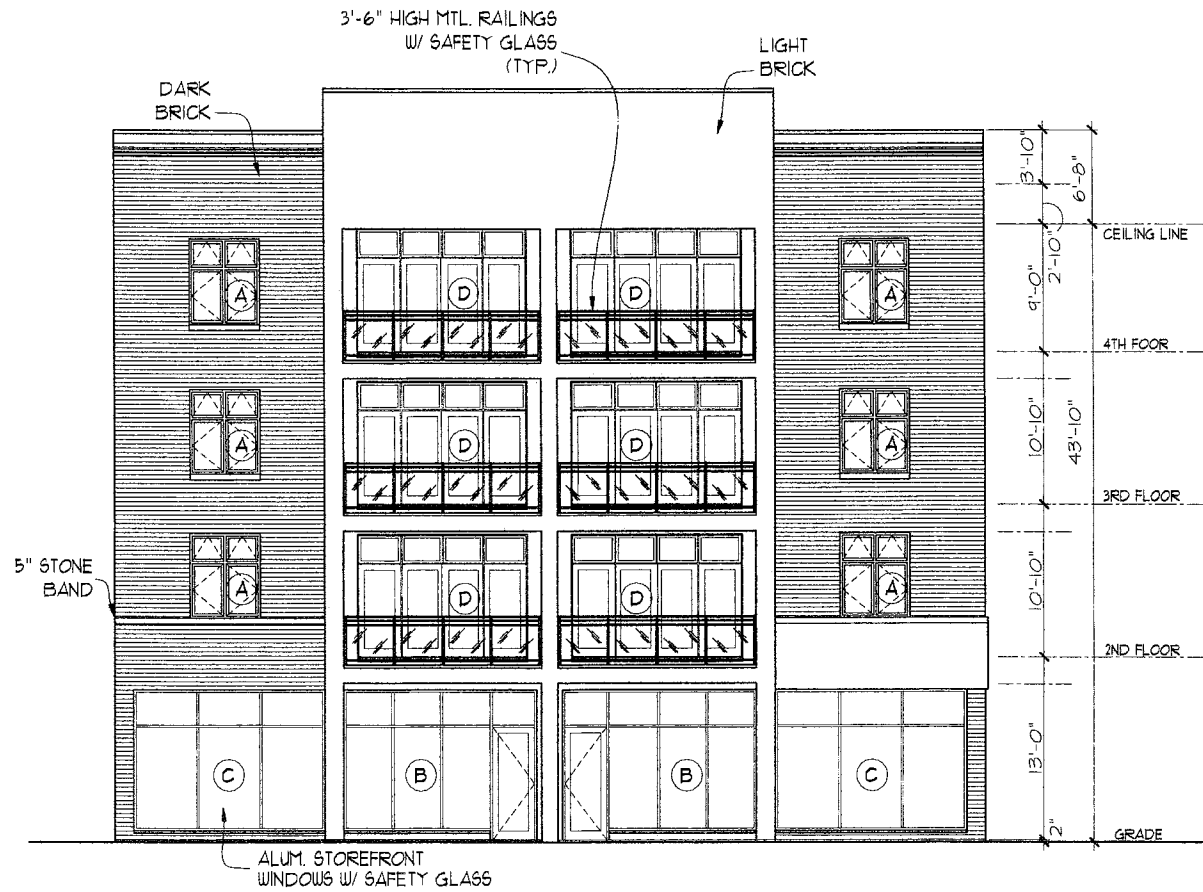 3'-6" HIGH MTL. RAILINGS
W/ SAFETY GLASS
(TYP.)
LIGHT
BRICK
DARK
BRICK
3'-10"
6'-8"
CEILING LINE
2'-10"
9'-0"
A
D
D
A
4TH FOOR
10'-10"
43'-10"
A
D
D
A
3RD FLOOR
5" STONE
BAND
A
D
D
A
10'-10"
2ND FLOOR
13'-0"
C
B
B
C
2"
GRADE
ALUM. STOREFRONT
WINDOWS W/ SAFETY GLASS